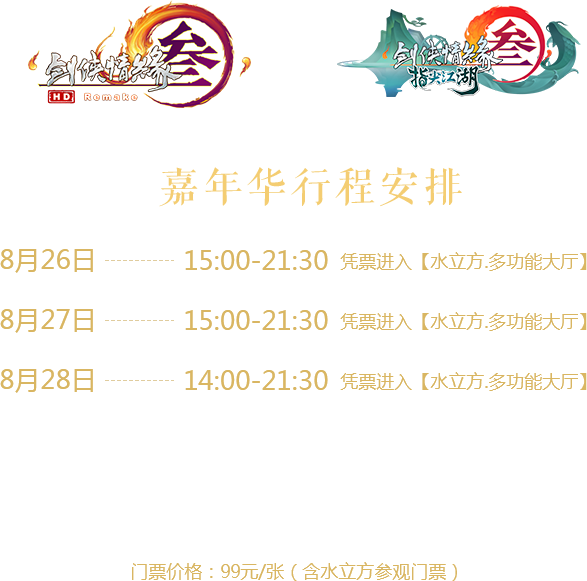 剑侠情缘 叁
HD Remake
剑侠情缘 叁
指尖江湖
嘉年华行程安排
8月26日 ----------- 15:00-21:30 凭票进入【水立方.多功能大厅】
8月27日 ----------- 15:00-21:30 凭票进入【水立方.多功能大厅】
8月28日 ----------- 14:00-21:30 凭票进入【水立方.多功能大厅】
门票价格：99元/张（含水立方参观门票）